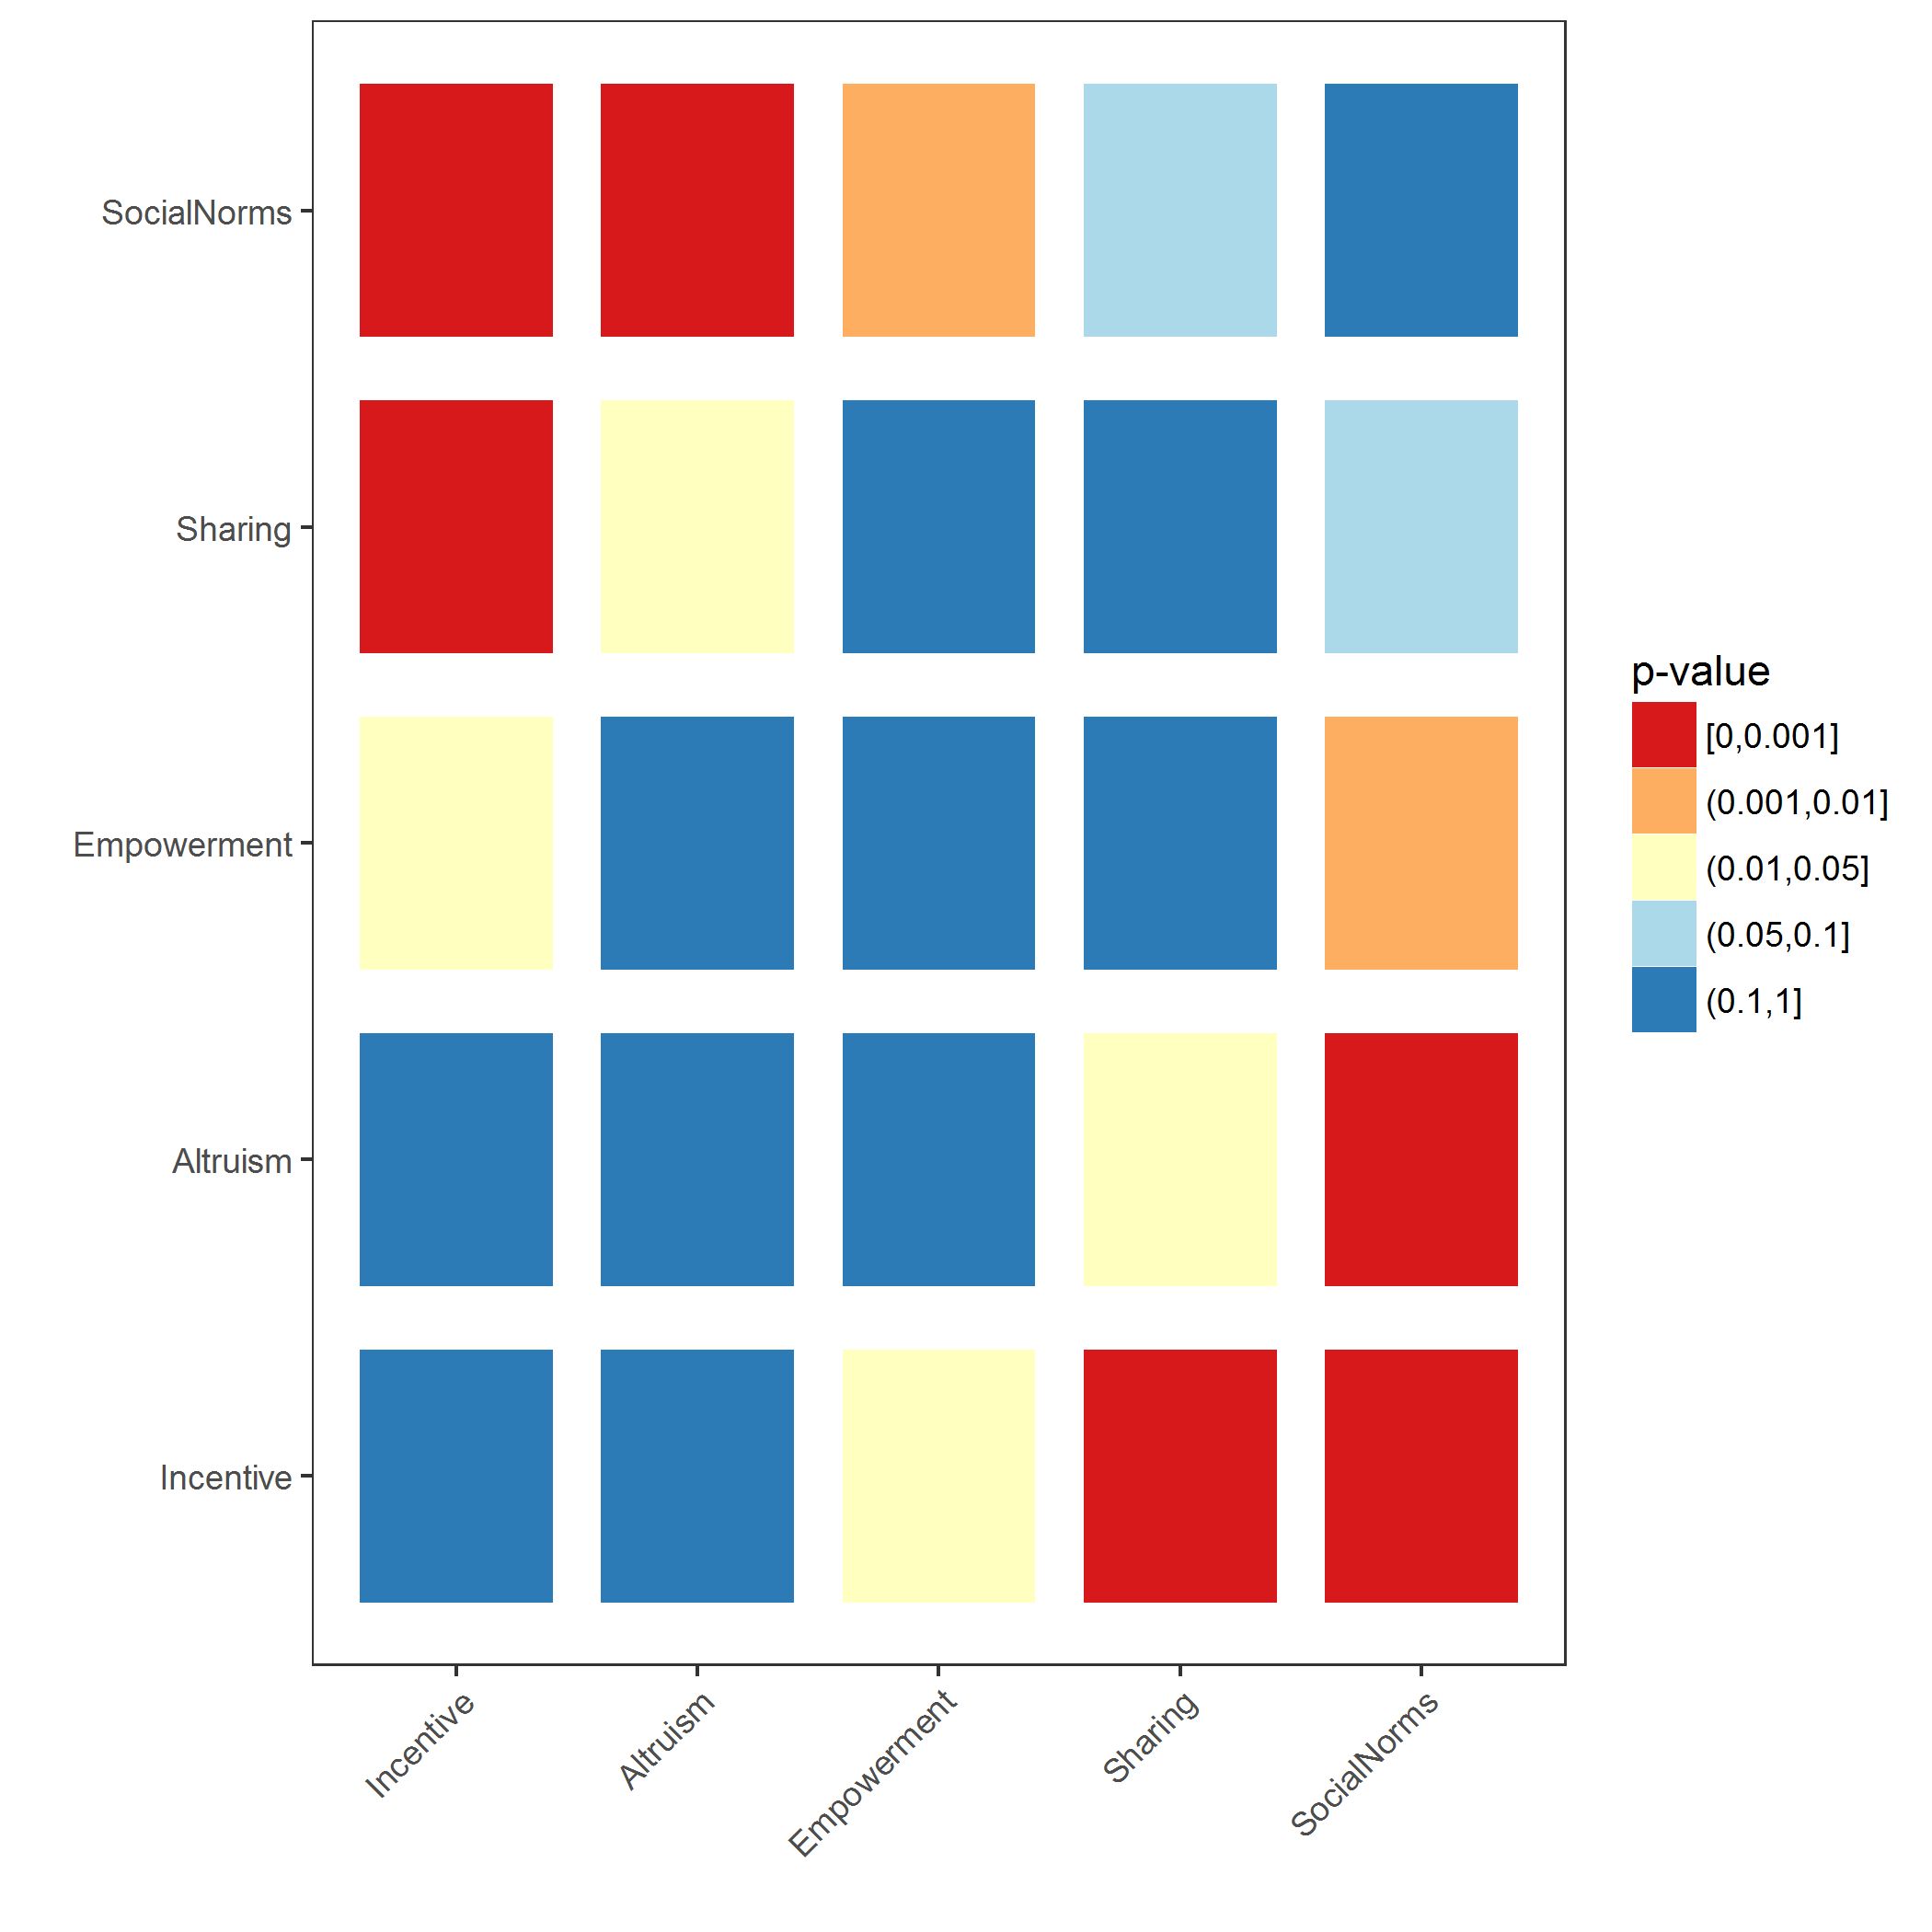 SocialNorms
Sharing
Empowerment
Altruism
Incentive
Incentive
Altruism
Empowerment
Sharing
SocialNorms
p-value
[0,0.001]
(0.001,0.01]
(0.01,0.05]
(0.05,0.1]
(0.1,1]